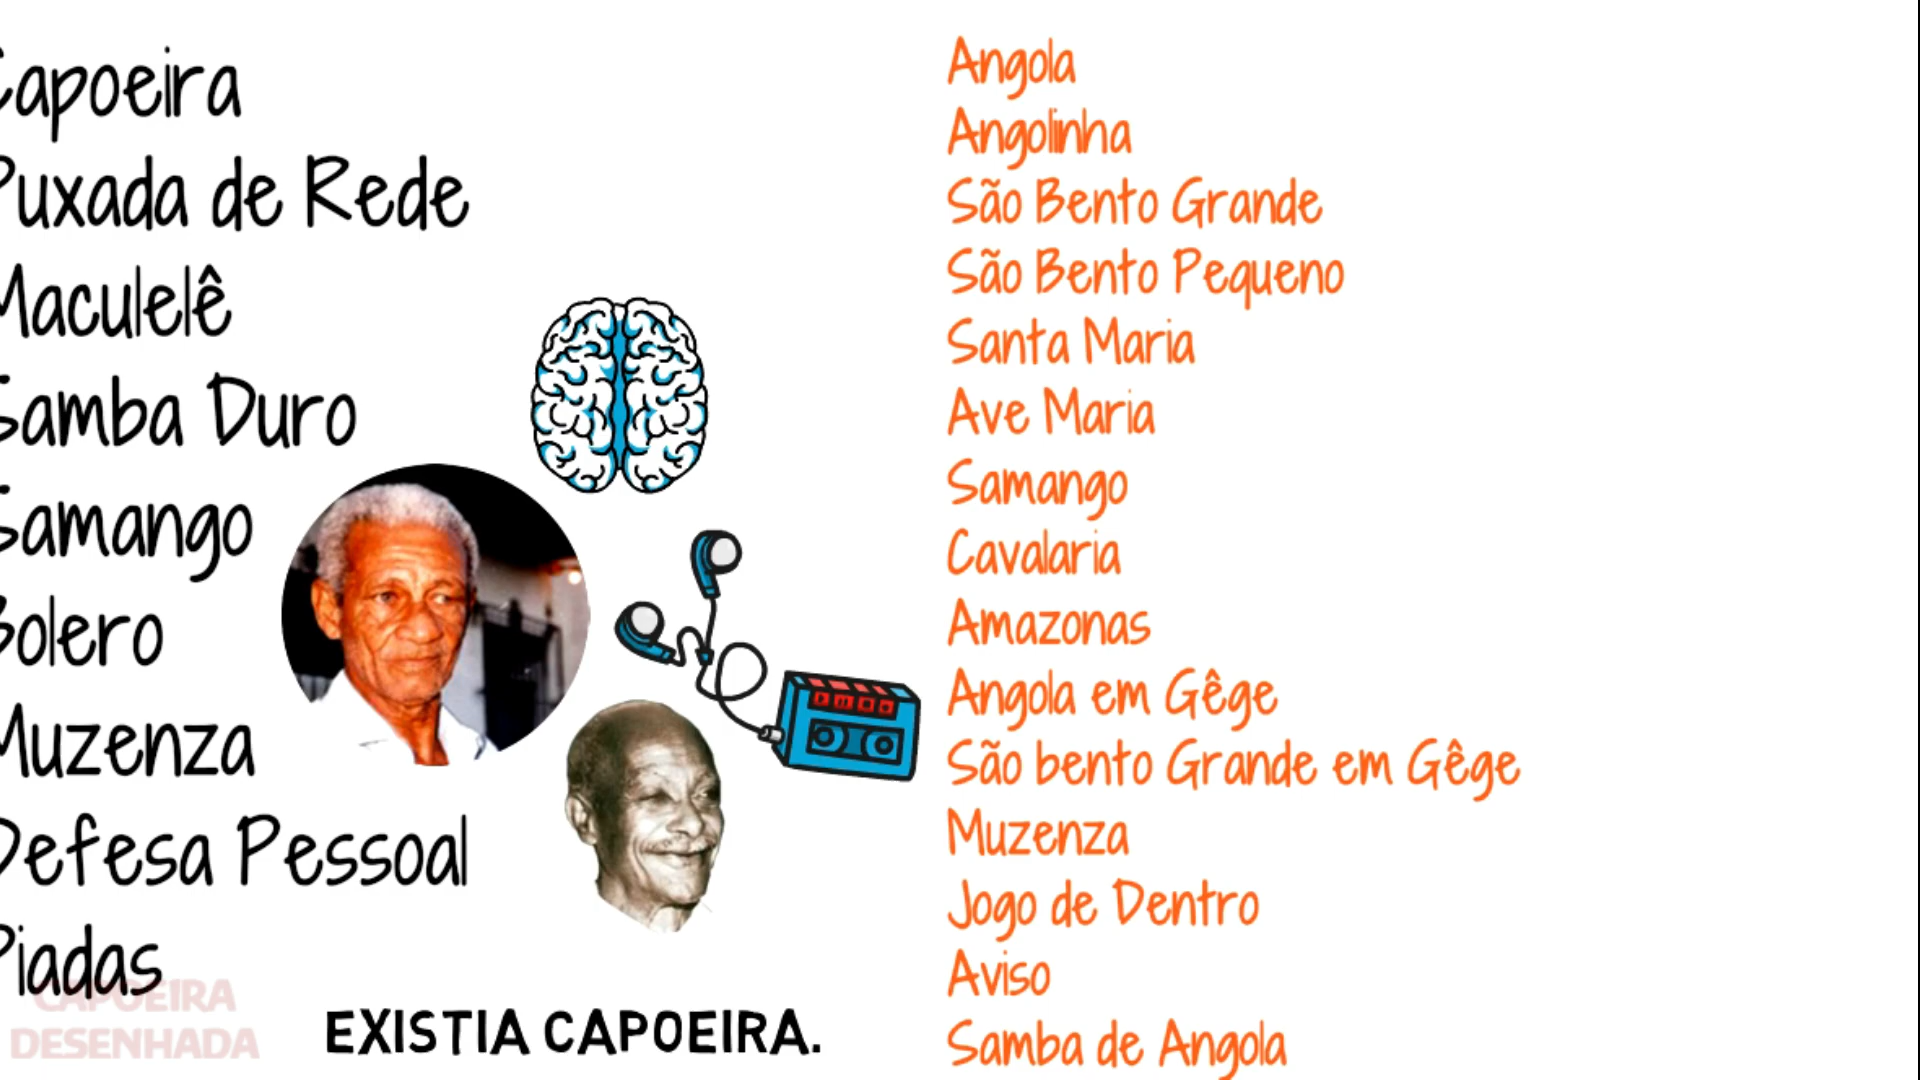 Capoeira
Puxada de Rede
Maculelê
Samba Duro
Samango
Bolero
Muzenza
Defesa Pessoal
Piadas
CAPOEIRA
DESENHADA
EXISTIA CAPOEIRA.
Angola
Angolinha
São Bento Grande
São Bento Pequeno
Santa Maria
Ave Maria
Samango
Cavalaria
Amazonas
Angola em Gêge
São bento Grande em Gêge
Muzenza
Jogo de Dentro
Aviso
Samba de Angola